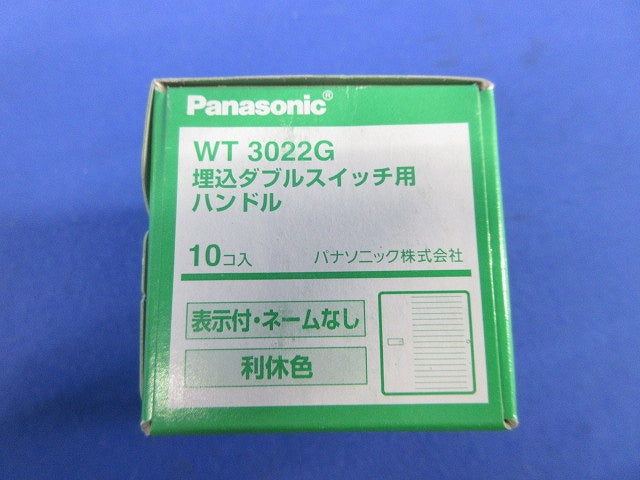 Panasonic®
WT 3022G
埋込ダブルスイッチ用
ハンドル
10コ入 パナソニック株式会社
表示付・ネームなし
利休色